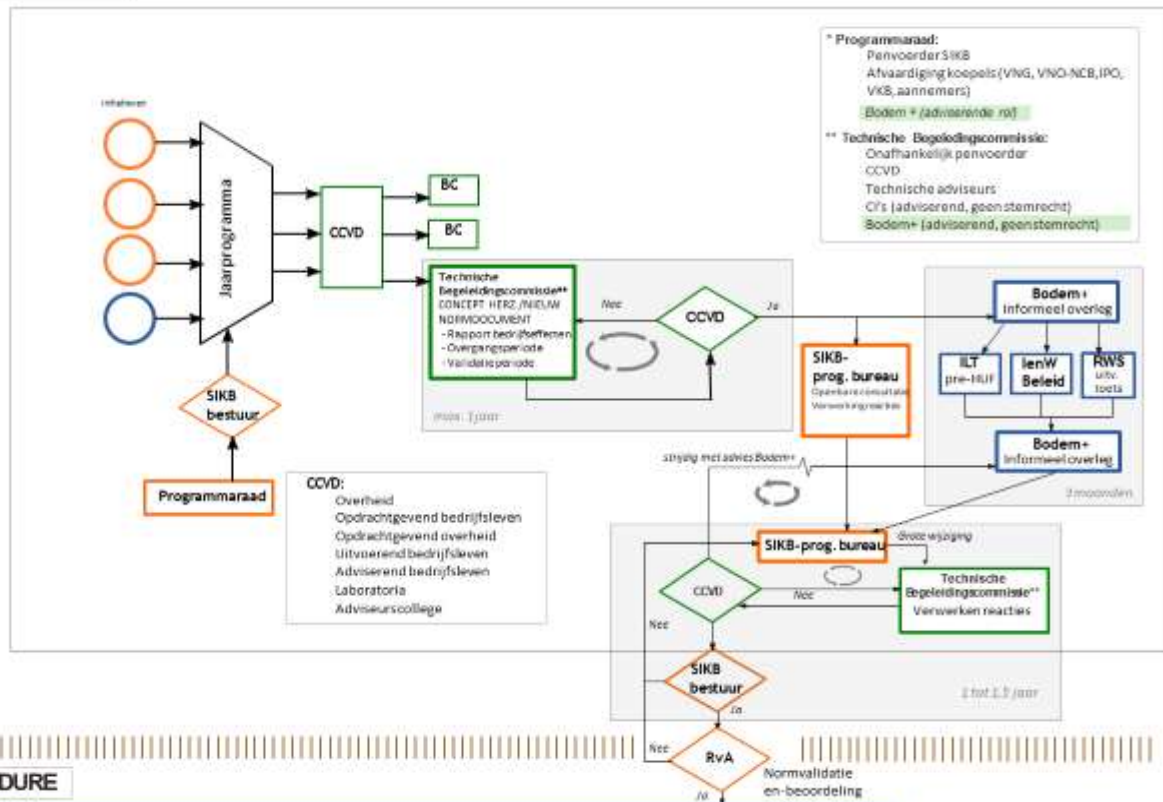 * Programmaraad:
Penvoerder SIKB
Afvaardiging koepels (VNG, VNO-NCB, IPO,
VKB, aannemers)
Bodem + (adviserende rol)
** Technische Begeledingscommissie:
Onafhankelijk penvoerder
CCVD
Technische adviseurs
CI's (adviserend, geen stemrecht)
Bodem+ (adviserend, geen stemrecht)
Jaarprogramma
CCVD
BC
BC
SIKB
bestuur
Programmaraad
Technische
Begeleidingscommissie**
CONCEPT HERZ./NIEUW
NORMDOCUMENT
- Rapport bedrijfseffecten
- Overgangsperiode
- Validatieperiode
Nee
CCVD
Ja
max. 1 jaar
SIKB-
prog. bureau
Openbare consultatie
Verwerking reacties
Bodem+
Informeel overleg
ILT
pre-HUF
IenW
Beleid
RWS
uitv.
toets
Bodem+
Informeel overleg
3 maanden
strijdig met advies Bodem+
CCVD:
Overheid
Opdrachtgevend bedrijfsleven
Opdrachtgevend overheid
Uitvoerend bedrijfsleven
Adviserend bedrijfsleven
Laboratoria
Adviseurscollege
SIKB-prog. bureau
Grote wijziging
CCVD
Nee
Technische
Begeleidingscommissie**
Verwerken reacties
Nee
SIKB
bestuur
Ja
1 tot 1.5 jaar
Nee
RvA
Ja
Normvalidatie
en-beoordeling
DURE